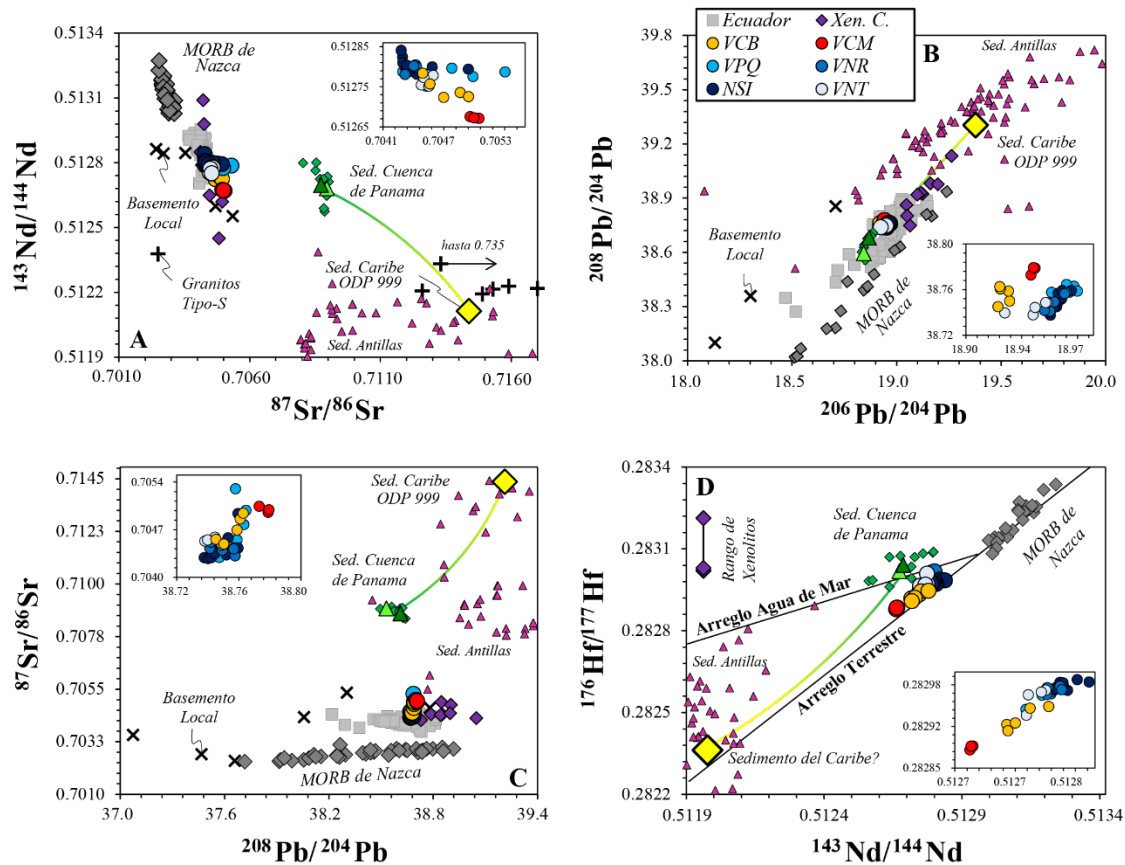 0.5134
0.5131
0.5128
0.5125
0.5122
0.5119
0.7010
0.7060
0.7110
0.7160
143Nd/144Nd
87Sr/86Sr
MORB de
Nazca
Basemento
Local
Granitos
Tipo-S
A
Sed. Cuenca
de Panama
hasta 0.735
Sed. Caribe
ODP 999
Sed. Antillas
0.51285
0.51275
0.51265
0.7041
0.7047
0.7053
Ecuador
Xen. C.
VCB
VCM
VPQ
VNR
NSI
VNT
39.8
39.5
39.2
38.9
38.6
38.3
38.0
18.0
18.5
19.0
19.5
20.0
208Pb/204Pb
206Pb/204Pb
B
Sed. Antillas
Sed. Caribe
ODP 999
Basemento
Local
MORB de
Nazca
38.80
38.76
38.72
18.90
18.94
18.97
0.7145
0.7123
0.7100
0.7078
0.7055
0.7033
0.7010
37.0
37.6
38.2
38.8
39.4
87Sr/86Sr
208Pb/204Pb
C
Sed. Caribe
ODP 999
Sed. Cuenca
de Panama
Sed. Antillas
Basemento
Local
MORB de Nazca
0.7054
0.7047
0.7040
38.72
38.76
38.80
0.2834
0.2831
0.2828
0.2825
0.2822
0.5119
0.5124
0.5129
0.5134
176Hf/177Hf
143Nd/144Nd
D
Rango de
Xenolitos
Sed. Cuenca
de Panama
MORB de
Nazca
Arreglo Agua de Mar
Arreglo Terrestre
Sed. Antillas
Sedimento del Caribe?
0.28298
0.28291
0.28285
0.5127
0.5127
0.5128